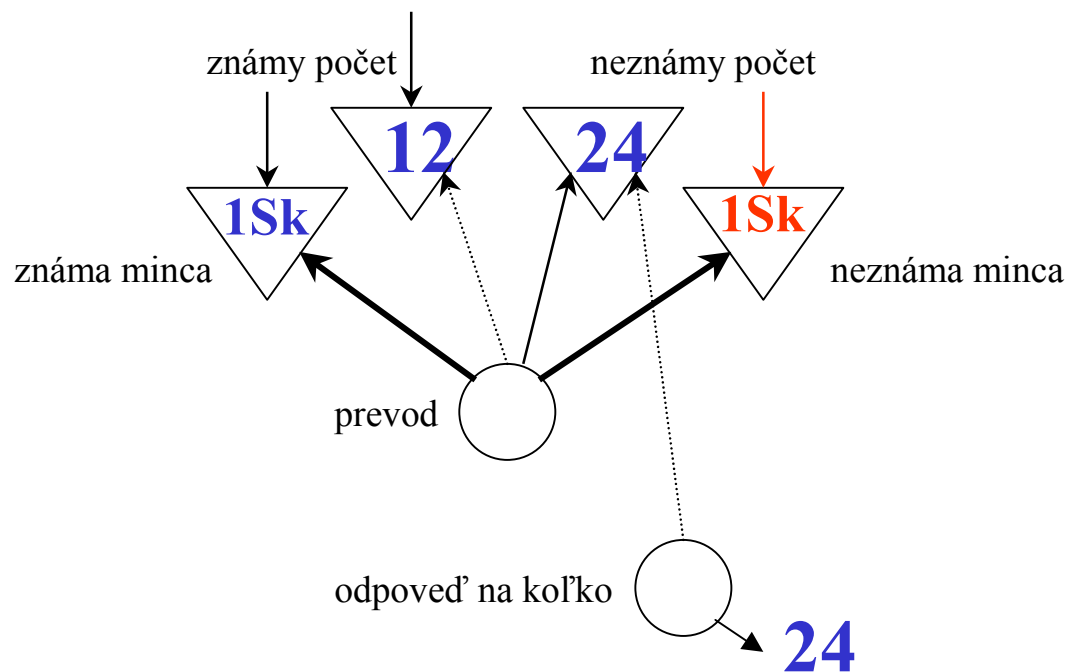 známy počet
neznámy počet
12
24
1Sk
1Sk
známa minca
neznáma minca
prevod
odpoveď na koľko
24